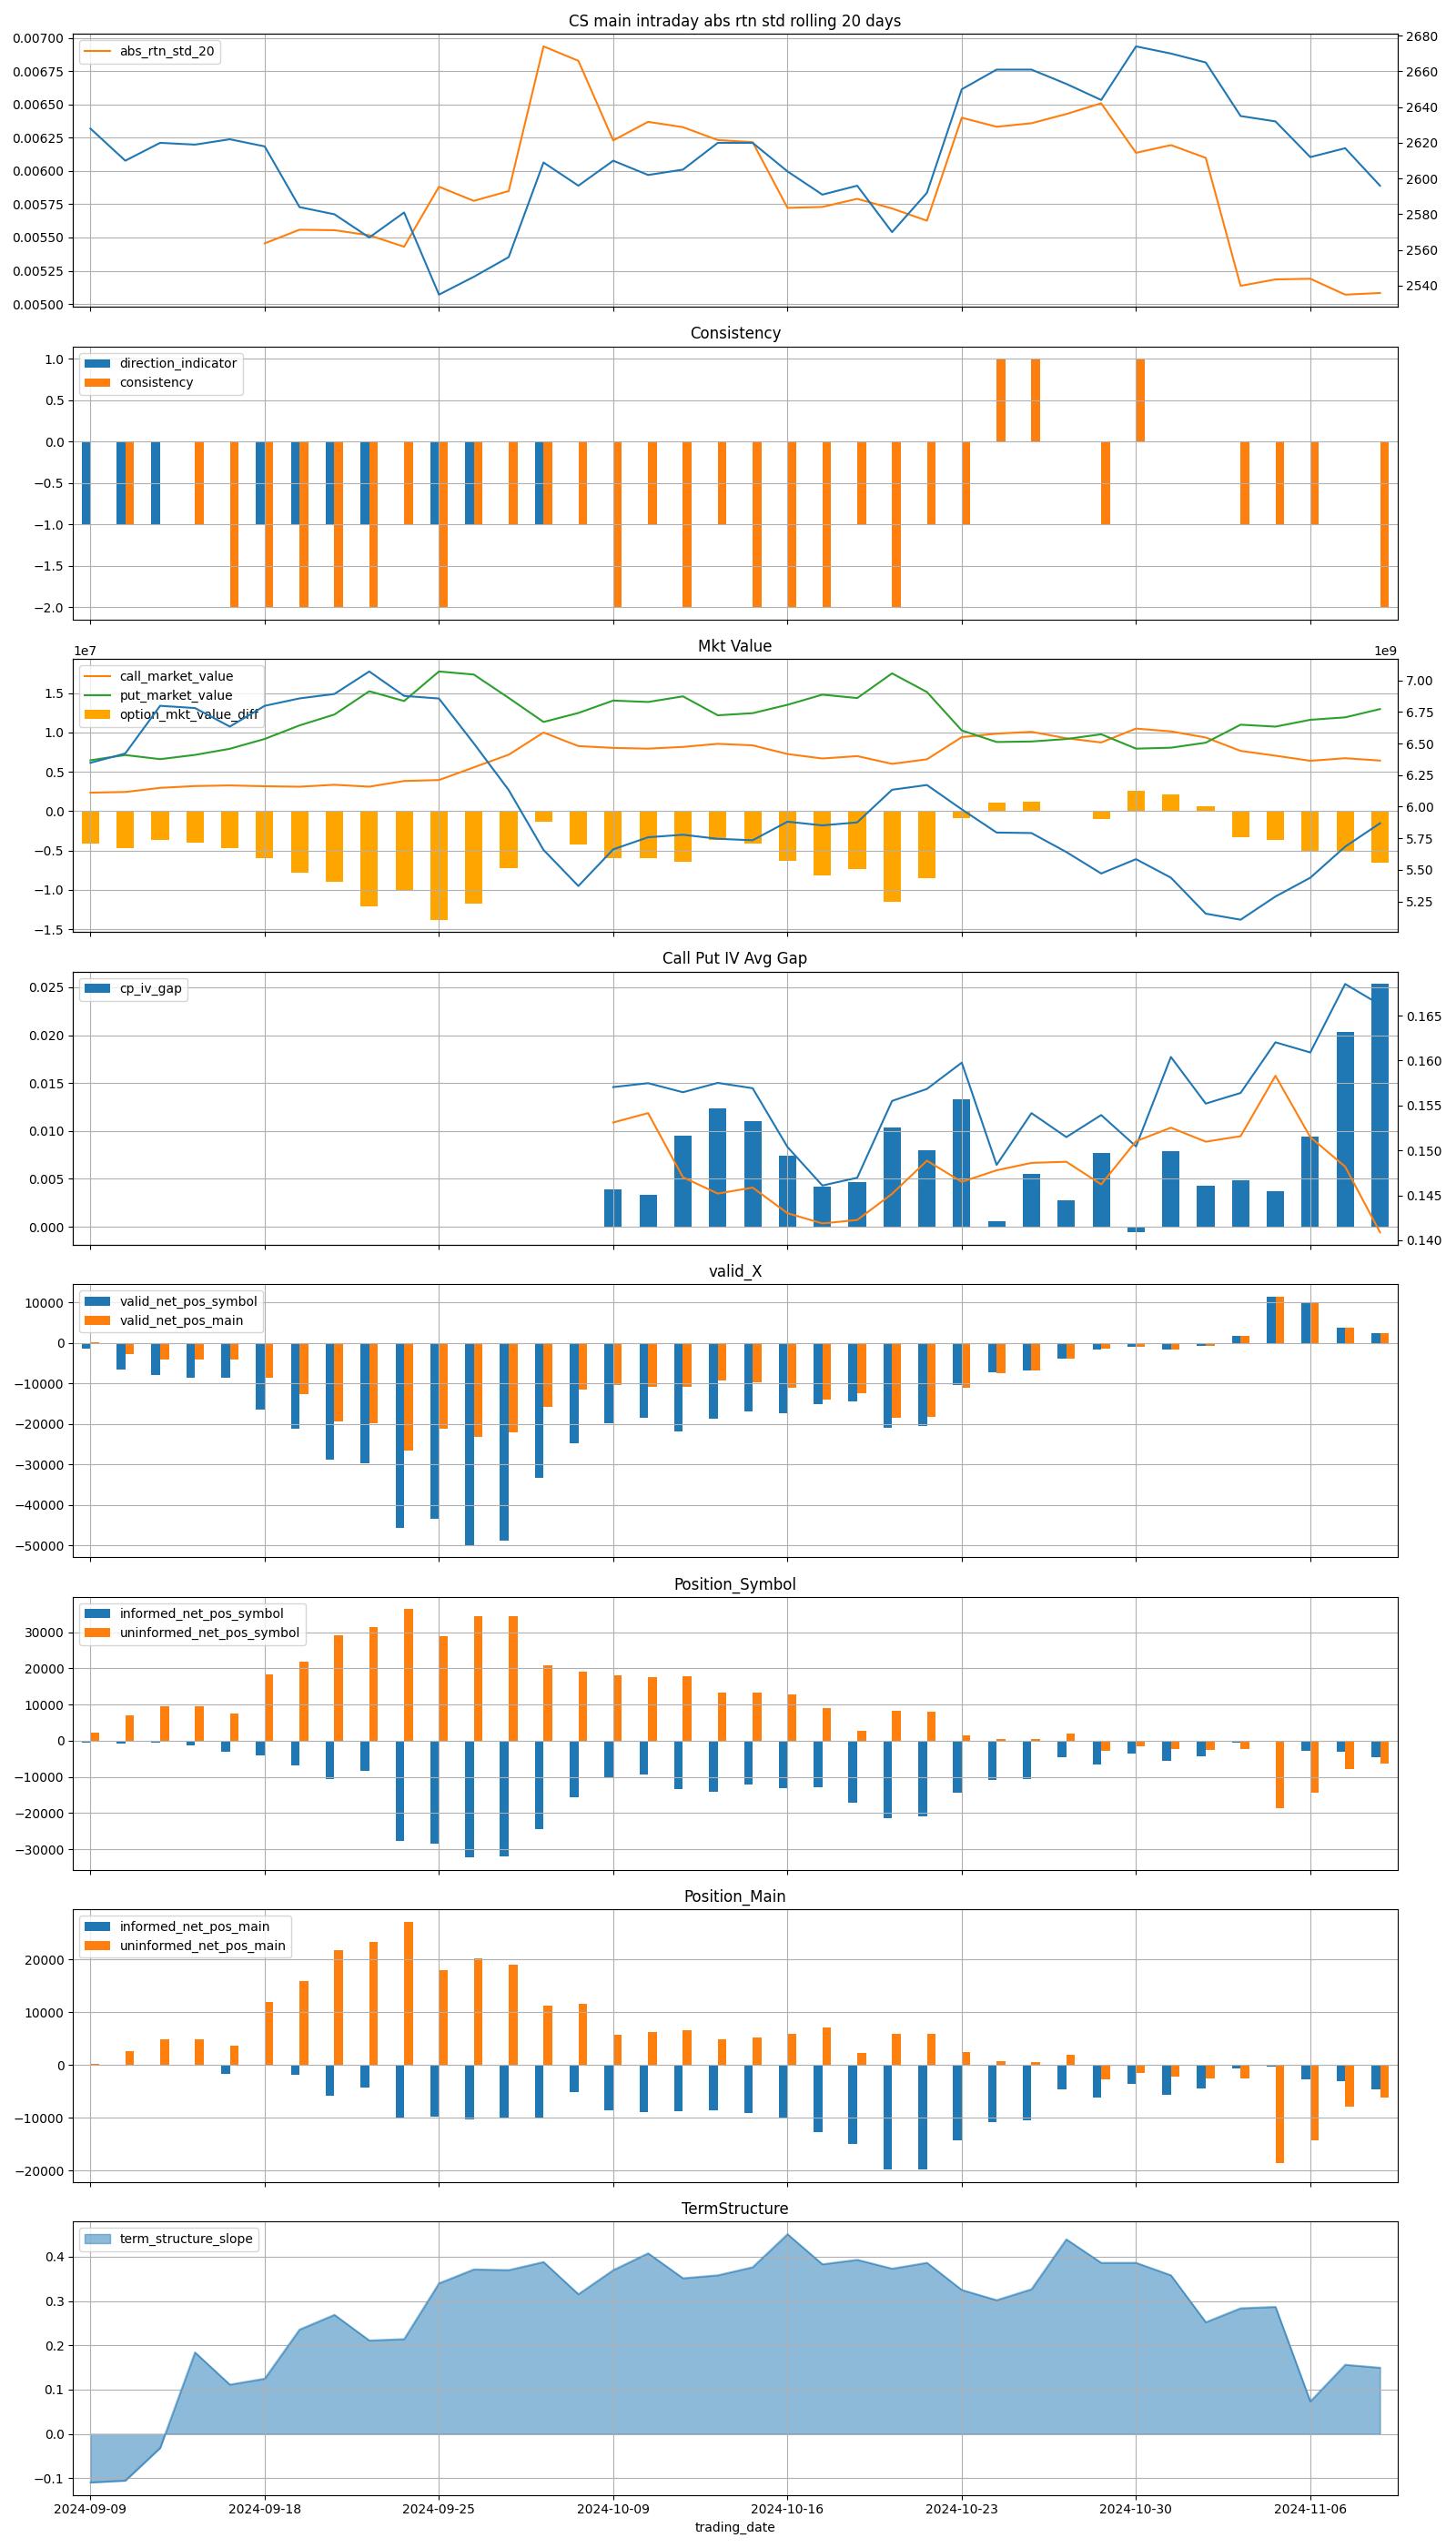 CS main intraday abs rtn std rolling 20 days
abs_rtn_std_20
0.00700
0.00675
0.00650
0.00625
0.00600
0.00575
0.00550
0.00525
0.00500
2680
2660
2640
2620
2600
2580
2560
2540
Consistency
direction_indicator
consistency
1.0
0.5
0.0
−0.5
−1.0
−1.5
−2.0
Mkt Value
1e7
1e9
call_market_value
put_market_value
option_mkt_value_diff
1.5
1.0
0.5
0.0
−0.5
−1.0
−1.5
7.00
6.75
6.50
6.25
6.00
5.75
5.50
5.25
Call Put IV Avg Gap
cp_iv_gap
0.025
0.020
0.015
0.010
0.005
0.000
0.165
0.160
0.155
0.150
0.145
0.140
valid_X
valid_net_pos_symbol
valid_net_pos_main
10000
0
−10000
−20000
−30000
−40000
−50000
Position_Symbol
informed_net_pos_symbol
uninformed_net_pos_symbol
30000
20000
10000
0
−10000
−20000
−30000
Position_Main
informed_net_pos_main
uninformed_net_pos_main
20000
10000
0
−10000
−20000
TermStructure
term_structure_slope
0.4
0.3
0.2
0.1
0.0
−0.1
2024-09-09 2024-09-18 2024-09-25 2024-10-09 2024-10-16 2024-10-23 2024-10-30 2024-11-06
trading_date